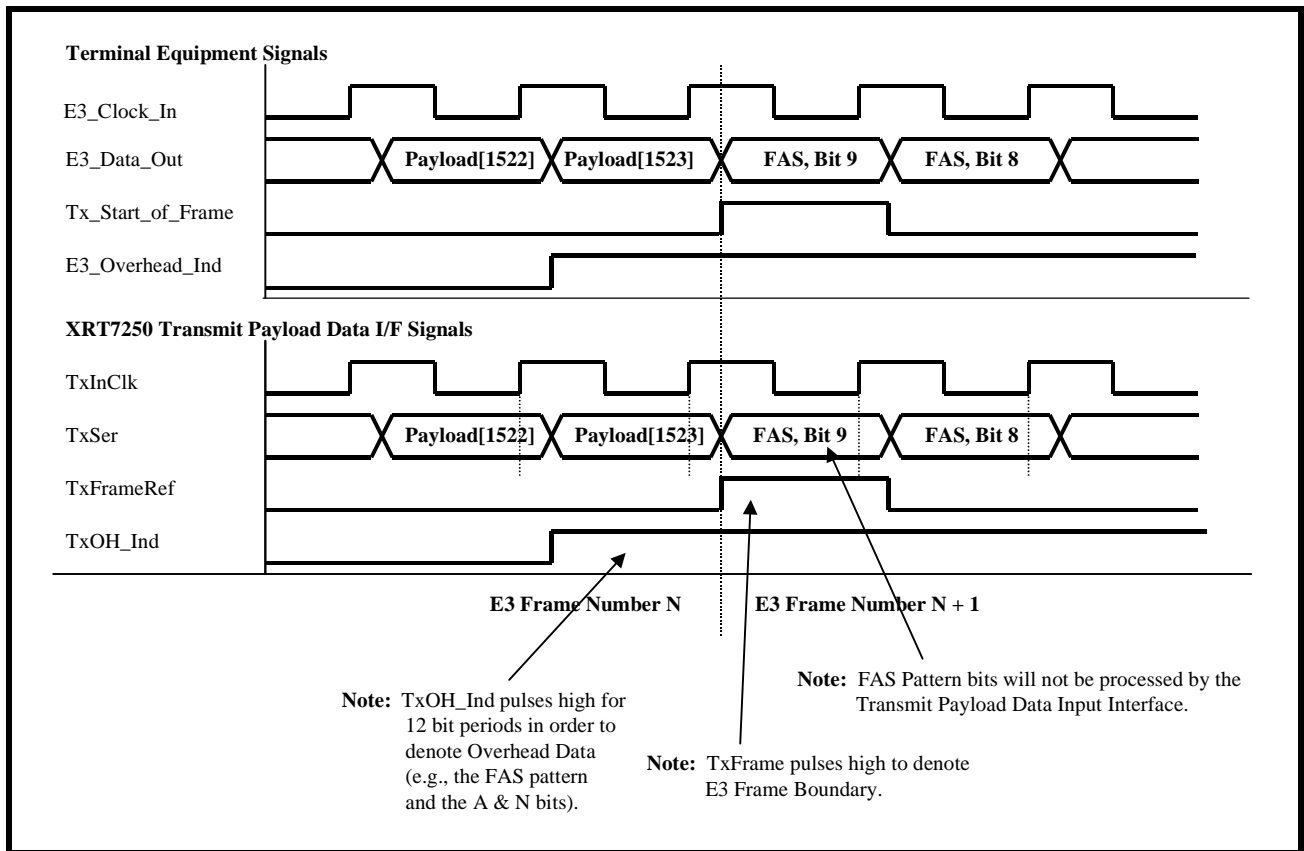 Terminal Equipment Signals
E3_Clock_In
E3_Data_Out
Payload[1522]
Payload[1523]
FAS, Bit 9
FAS, Bit 8
Tx_Start_of_Frame
E3_Overhead_Ind
XRT7250 Transmit Payload Data I/F Signals
TxInClk
TxSer
Payload[1522]
Payload[1523]
FAS, Bit 9
FAS, Bit 8
TxFrameRef
TxOH_Ind
E3 Frame Number N
E3 Frame Number N + 1
Note: TxOH_Ind pulses high for
12 bit periods in order to
denote Overhead Data
(e.g., the FAS pattern
and the A & N bits).
Note: FAS Pattern bits will not be processed by the
Transmit Payload Data Input Interface.
Note: TxFrame pulses high to denote
E3 Frame Boundary.